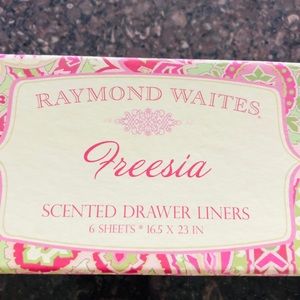 RAYMOND WAITES
Freesia
SCENTED DRAWER LINERS
6 SHEETS * 16.5 X 23 IN